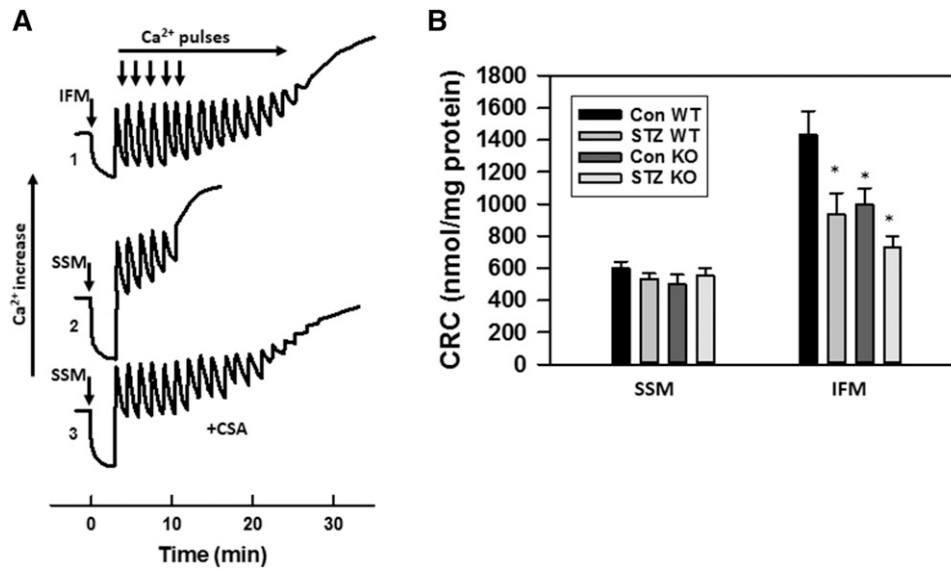 A
Ca2+ pulses
IFM
1
Ca2+ increase
SSM
2
SSM
3
+CSA
0 10 20 30
Time (min)
B
1800
1600
1400
1200
1000
800
600
400
200
0
CRC (nmol/mg protein)
Con WT
STZ WT
Con KO
STZ KO
* * *
SSM IFM